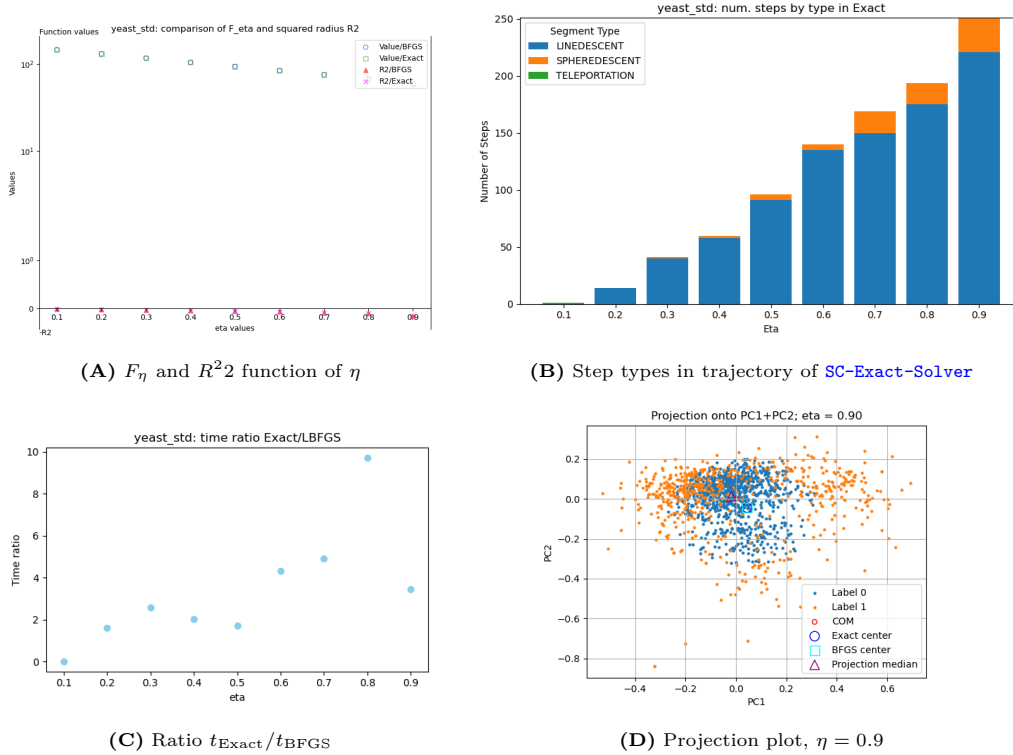 yeast_std: comparison of F_eta and squared radius R2
Function values
Value/BFGS
Value/Exact
R2/BFGS
R2/Exact
Values
10²
10¹
10⁰
0
0.1 0.2 0.3 0.4 0.5 0.6 0.7 0.8 0.9
eta values
-R2
(A) F_η and R²2 function of η
yeast_std: num. steps by type in Exact
Segment Type
LINEDESCENT
SPHEREDESCENT
TELEPORTATION
Number of Steps
250
200
150
100
50
0
0.1 0.2 0.3 0.4 0.5 0.6 0.7 0.8 0.9
Eta
(B) Step types in trajectory of SC-Exact-Solver
yeast_std: time ratio Exact/LBFGS
Time ratio
10
8
6
4
2
0
0.1 0.2 0.3 0.4 0.5 0.6 0.7 0.8 0.9
eta
(C) Ratio t_Exact/t_BFGS
Projection onto PC1+PC2; eta = 0.90
PC2
0.2
0.0
−0.2
−0.4
−0.6
−0.8
Label 0
Label 1
COM
Exact center
BFGS center
Projection median
−0.4 −0.2 0.0 0.2 0.4 0.6
PC1
(D) Projection plot, η = 0.9